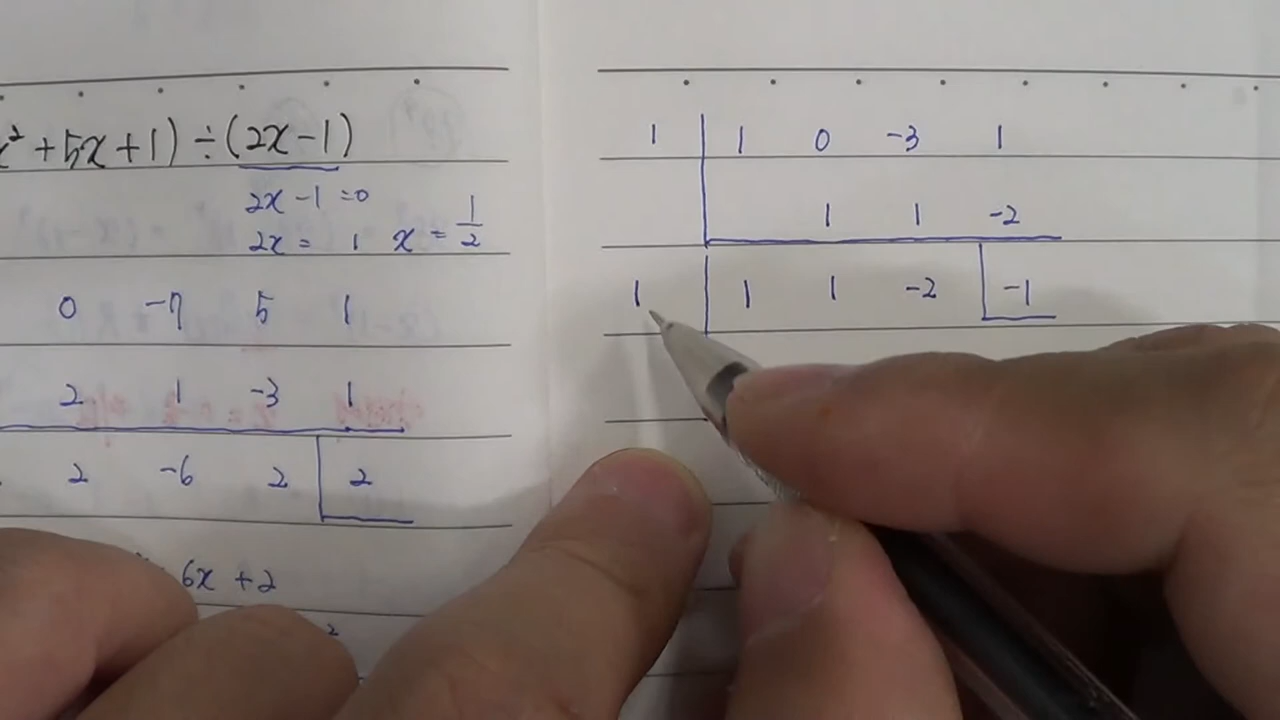 x² + 5x + 1) ÷ (2x - 1)
2x - 1 = 0
2x = 1 x = 1/2
0 -7 5 1
2 1 -3 1
2 -6 2 2
6x + 2
2
1 1 0 -3 1
1 1 -2
1 1 1 -2 -1